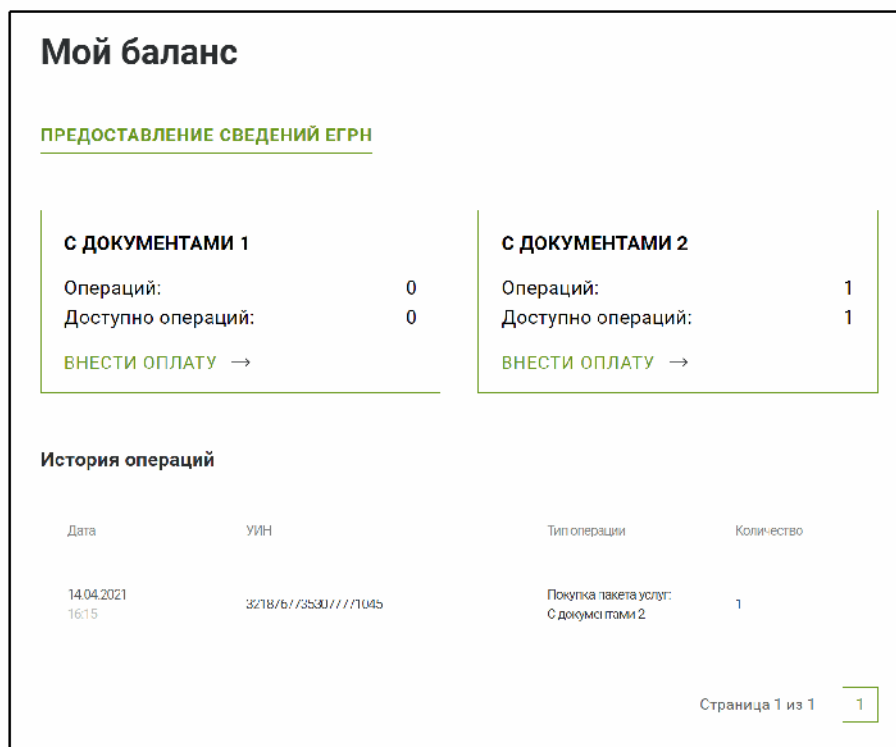 Мой баланс
ПРЕДОСТАВЛЕНИЕ СВЕДЕНИЙ ЕГРН
С ДОКУМЕНТАМИ 1
Операций: 0
Доступно операций: 0
ВНЕСТИ ОПЛАТУ →
С ДОКУМЕНТАМИ 2
Операций: 1
Доступно операций: 1
ВНЕСТИ ОПЛАТУ →
История операций
Дата УИН Тип операции Количество
14.04.2021 Покупка пакета услуг: 1
16:15 С документами 2
Страница 1 из 1 1